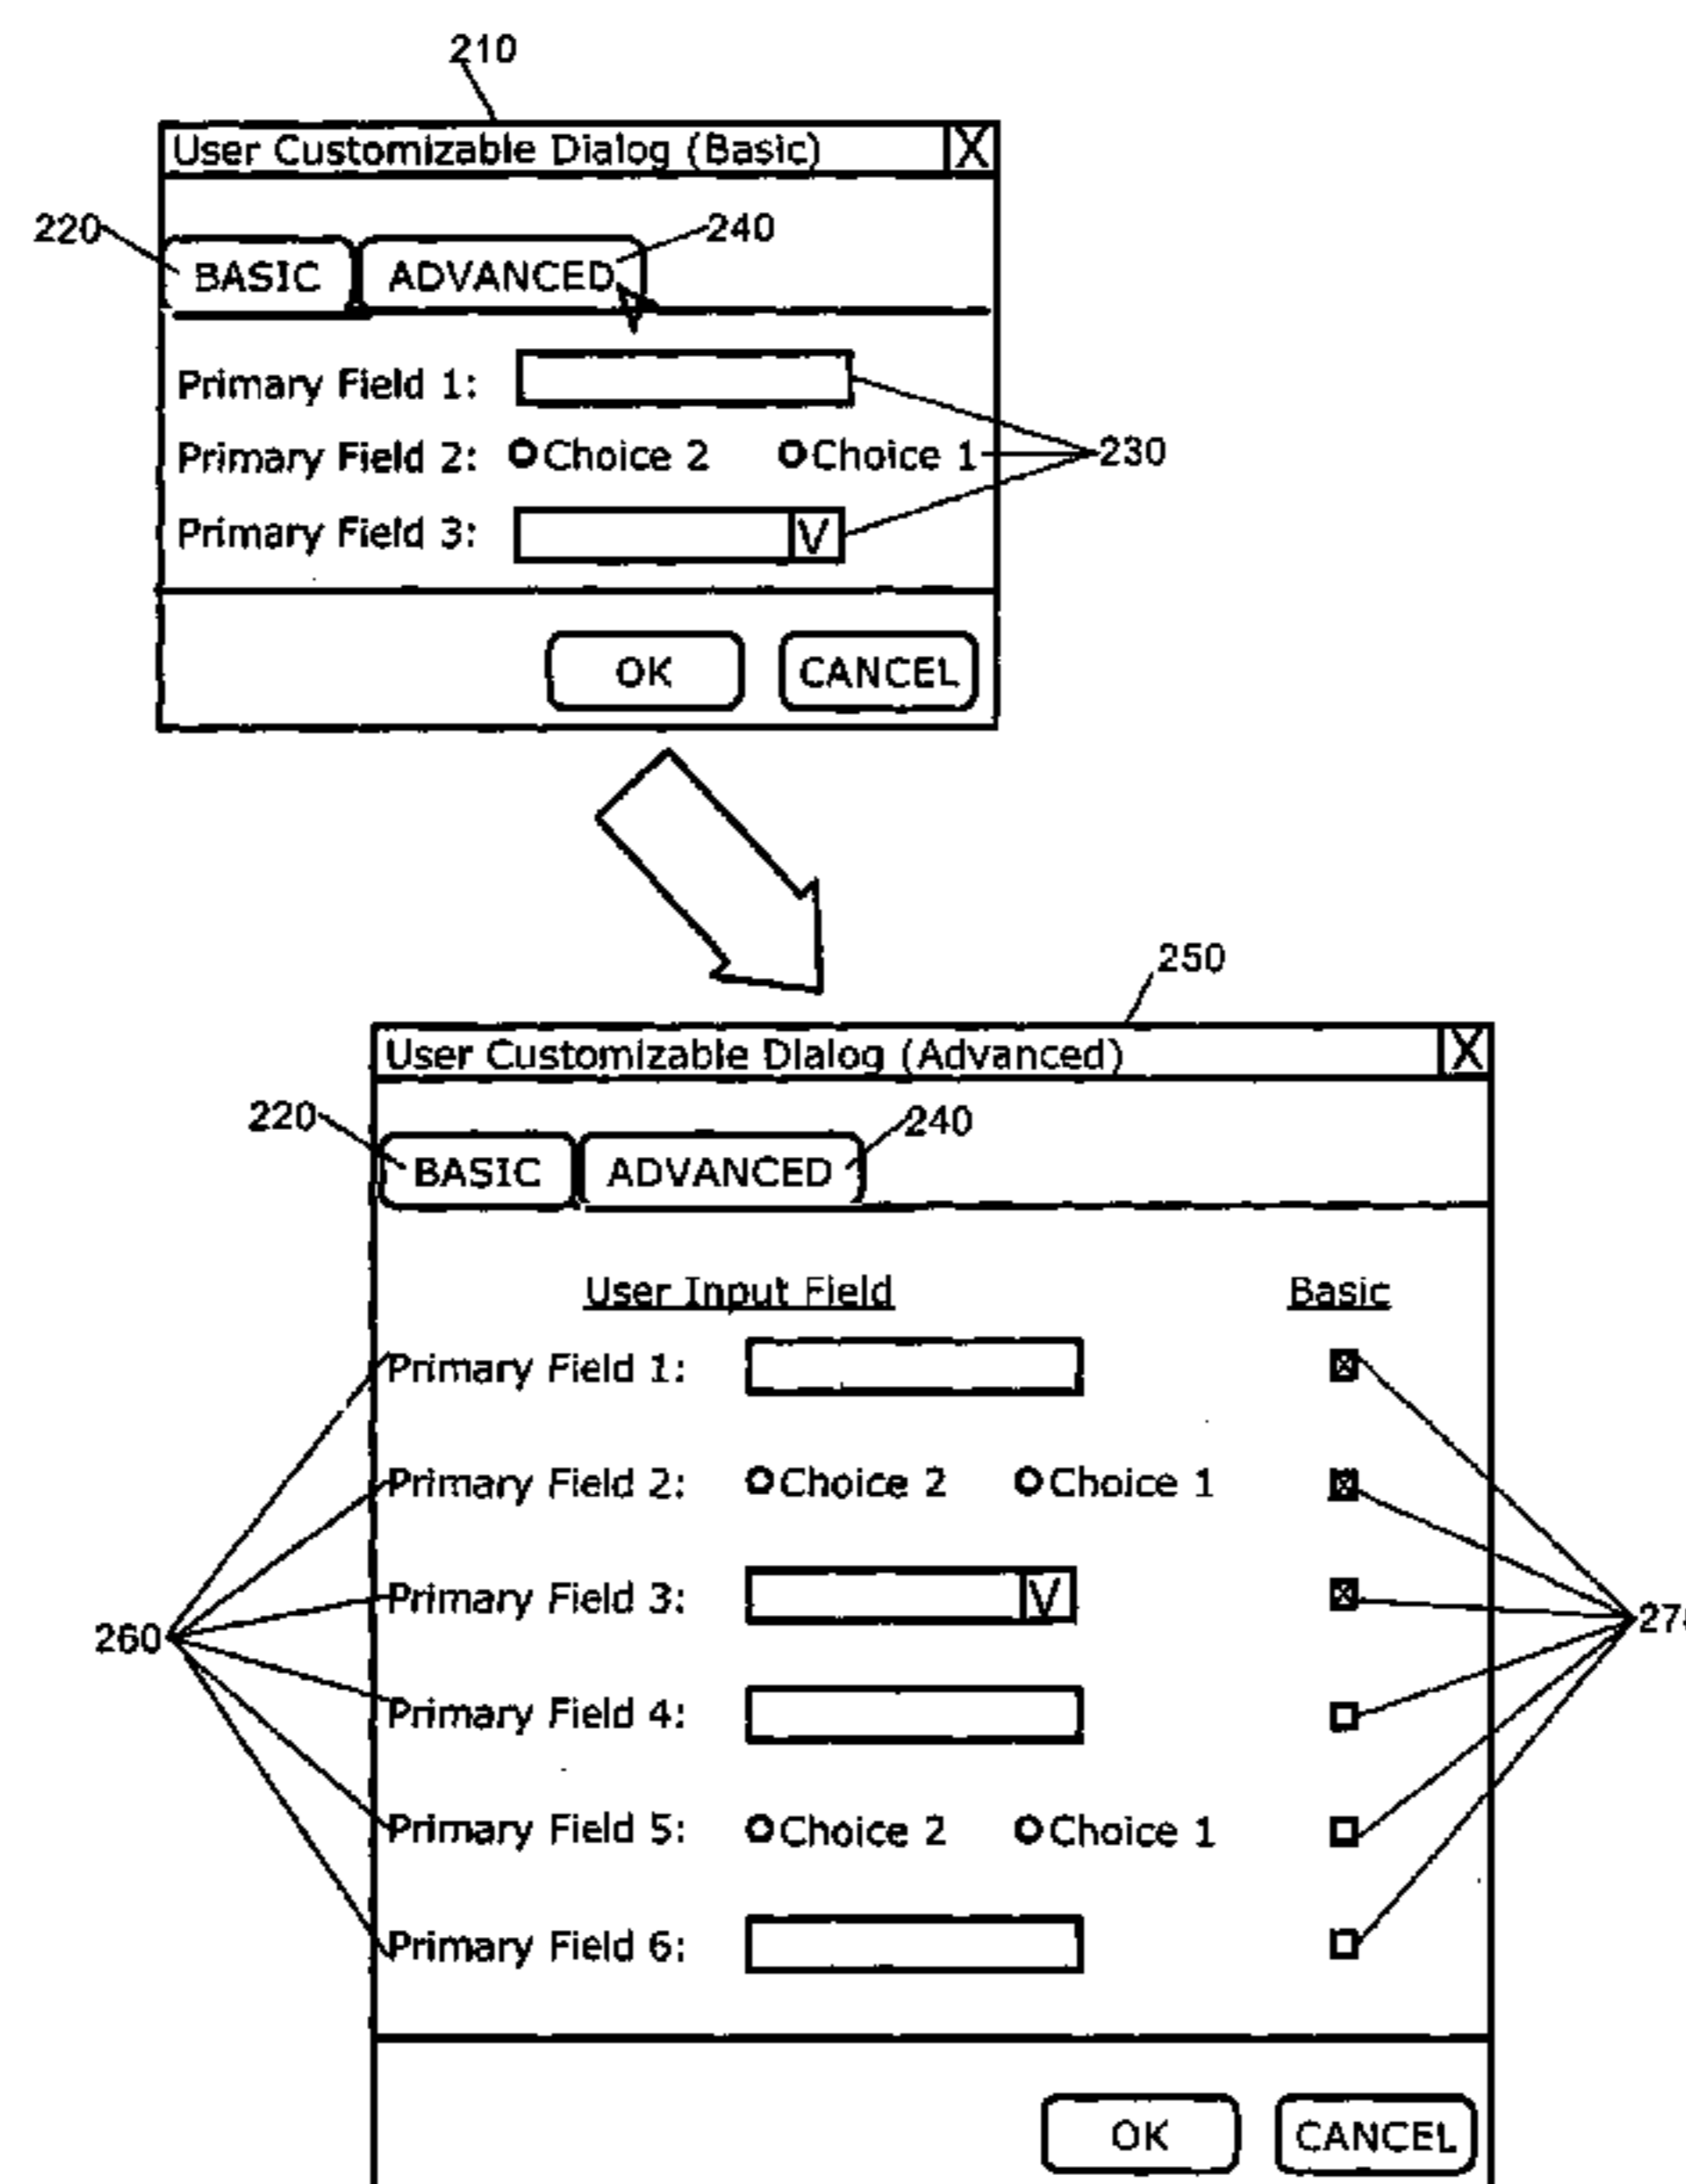 210
User Customizable Dialog (Basic) X
220 240
BASIC ADVANCED
Primary Field 1:
Primary Field 2: Choice 2 Choice 1 230
Primary Field 3: V
OK CANCEL
250
User Customizable Dialog (Advanced) X
220 240
BASIC ADVANCED
User Input Field Basic
Primary Field 1:
Primary Field 2: Choice 2 Choice 1
Primary Field 3: V
260
Primary Field 4:
Primary Field 5: Choice 2 Choice 1
Primary Field 6:
OK CANCEL